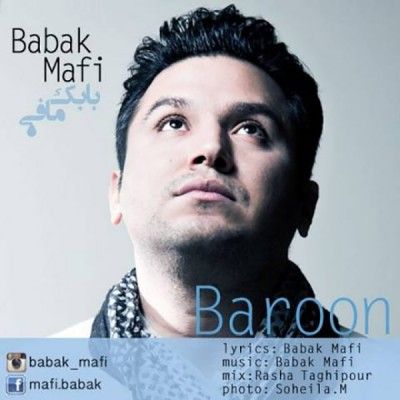 Babak
Mafi
بابک
مافی
Baroon
lyrics: Babak Mafi
music: Babak Mafi
mix:Rasha Taghipour
photo: Soheila.M
babak_mafi
mafi.babak